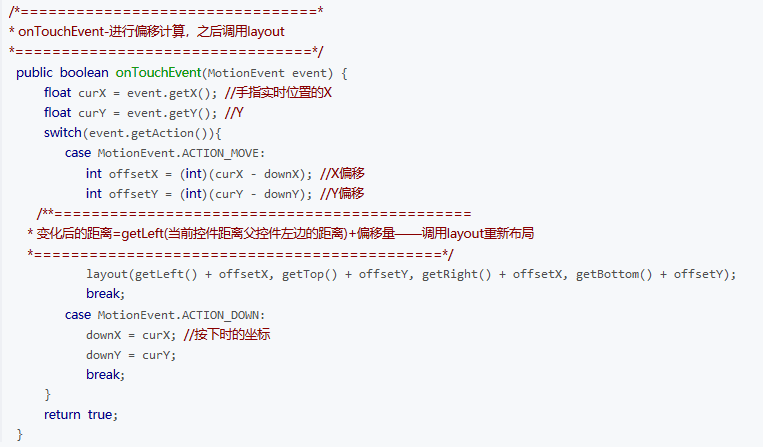 /*================================*
* onTouchEvent-进行偏移计算，之后调用layout
*================================*/
public boolean onTouchEvent(MotionEvent event) {
float curX = event.getX(); //手指实时位置的X
float curY = event.getY(); //Y
switch(event.getAction()){
case MotionEvent.ACTION_MOVE:
int offsetX = (int)(curX - downX); //X偏移
int offsetY = (int)(curY - downY); //Y偏移
/**=============================================
* 变化后的距离=getLeft(当前控件距离父控件左边的距离)+偏移量——调用layout重新布局
*============================================*/
layout(getLeft() + offsetX, getTop() + offsetY, getRight() + offsetX, getBottom() + offsetY);
break;
case MotionEvent.ACTION_DOWN:
downX = curX; //按下时的坐标
downY = curY;
break;
}
return true;
}